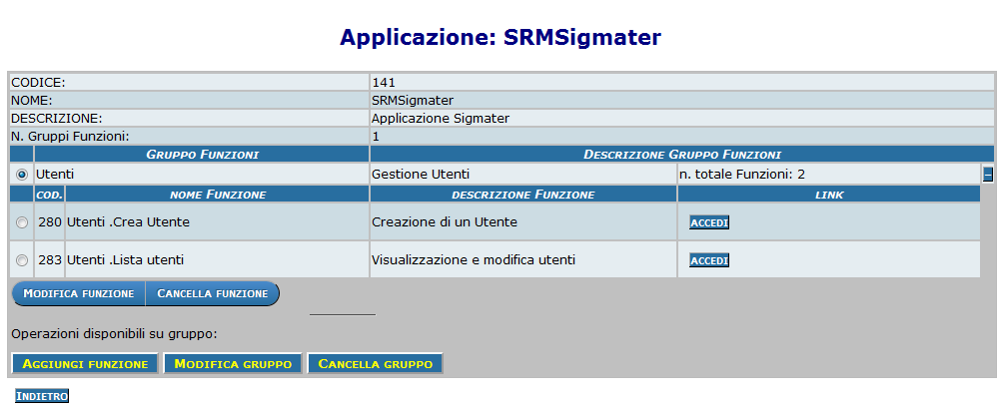 Applicazione: SRMSigmater
CODICE: 141
NOME: SRMSigmater
DESCRIZIONE: Applicazione Sigmater
N. Gruppi Funzioni: 1
GRUPPO FUNZIONI DESCRIZIONE GRUPPO FUNZIONI
Utenti Gestione Utenti n. totale Funzioni: 2 −
COD. NOME FUNZIONE DESCRIZIONE FUNZIONE LINK
280 Utenti .Crea Utente Creazione di un Utente ACCEDI
283 Utenti .Lista utenti Visualizzazione e modifica utenti ACCEDI
MODIFICA FUNZIONE CANCELLA FUNZIONE
Operazioni disponibili su gruppo:
AGGIUNGI FUNZIONE MODIFICA GRUPPO CANCELLA GRUPPO
INDIETRO